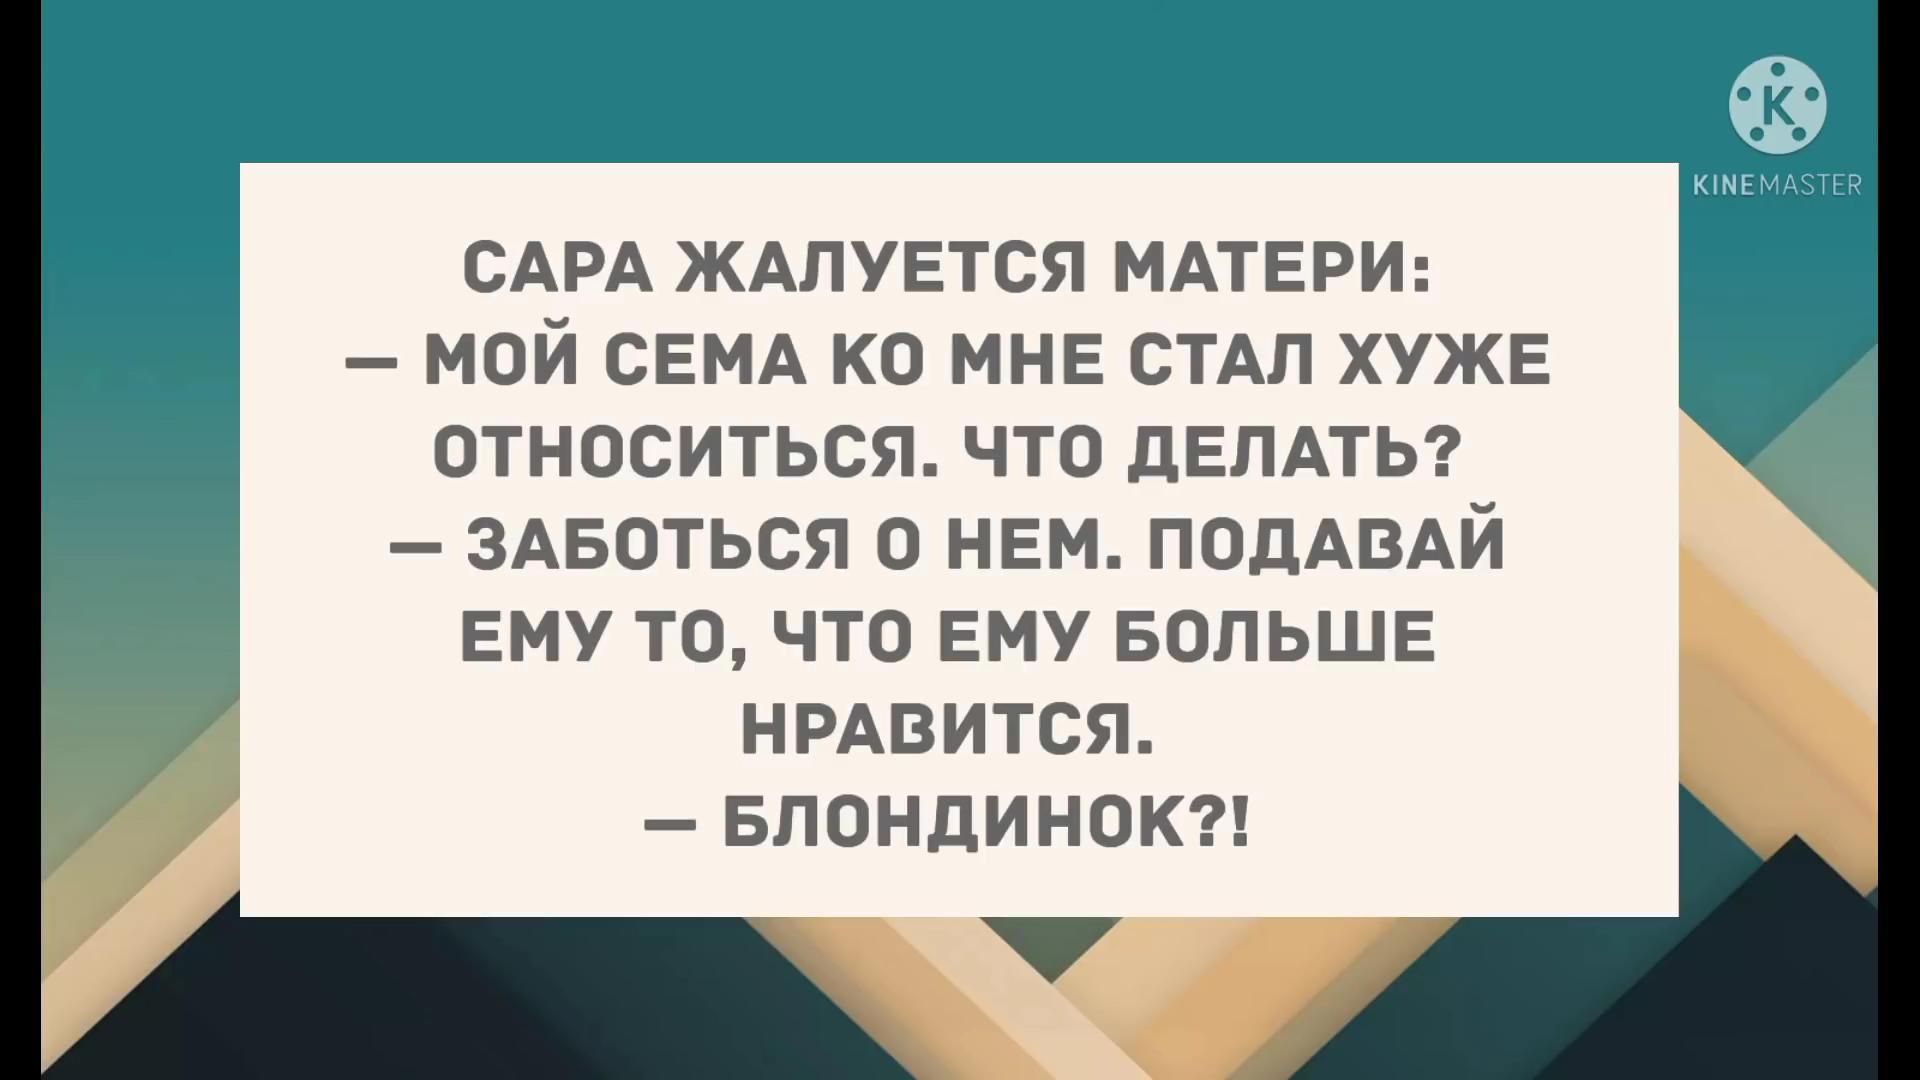 KINEMASTER
САРА ЖАЛУЕТСЯ МАТЕРИ:
— МОЙ СЕМА КО МНЕ СТАЛ ХУЖЕ
ОТНОСИТЬСЯ. ЧТО ДЕЛАТЬ?
— ЗАБОТЬСЯ О НЕМ. ПОДАВАЙ
ЕМУ ТО, ЧТО ЕМУ БОЛЬШЕ
НРАВИТСЯ.
— БЛОНДИНОК?!